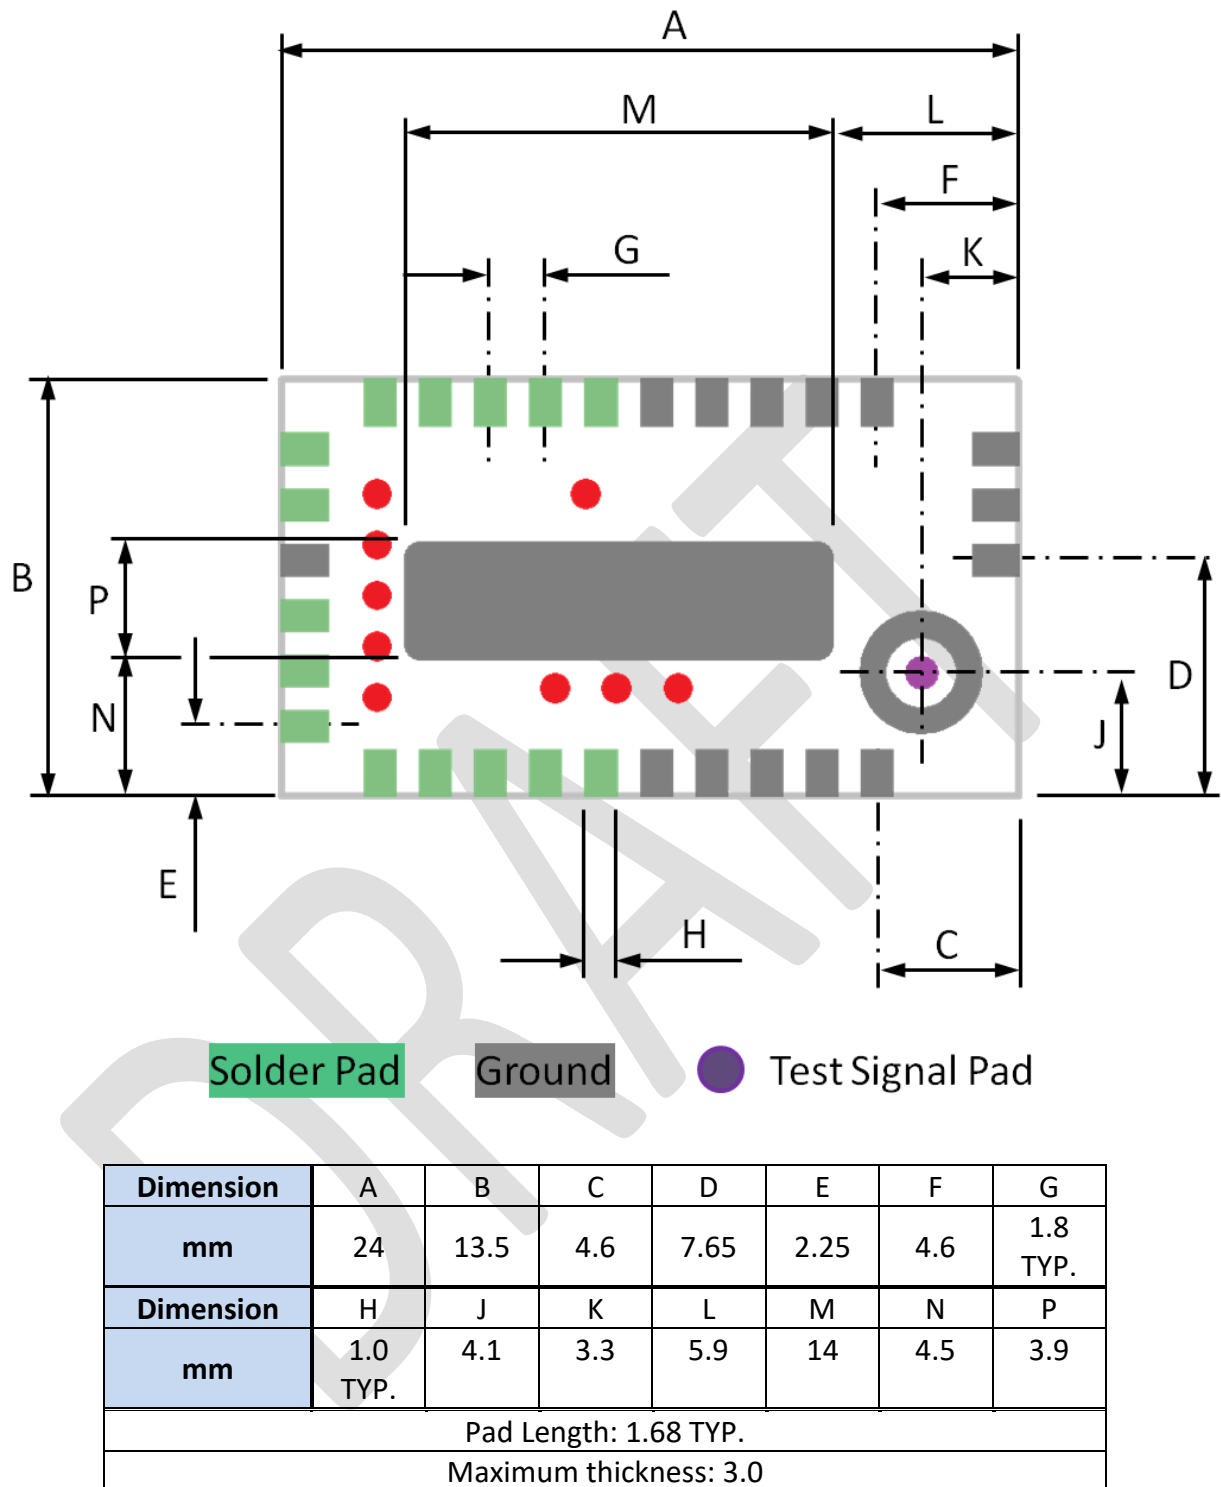 A
M
L
F
G
K
B
P
N
D
J
E
H
C
DRAFT
Solder Pad Ground Test Signal Pad
Dimension A B C D E F G
mm 24 13.5 4.6 7.65 2.25 4.6 1.8 TYP.
Dimension H J K L M N P
mm 1.0 TYP. 4.1 3.3 5.9 14 4.5 3.9
Pad Length: 1.68 TYP.
Maximum thickness: 3.0